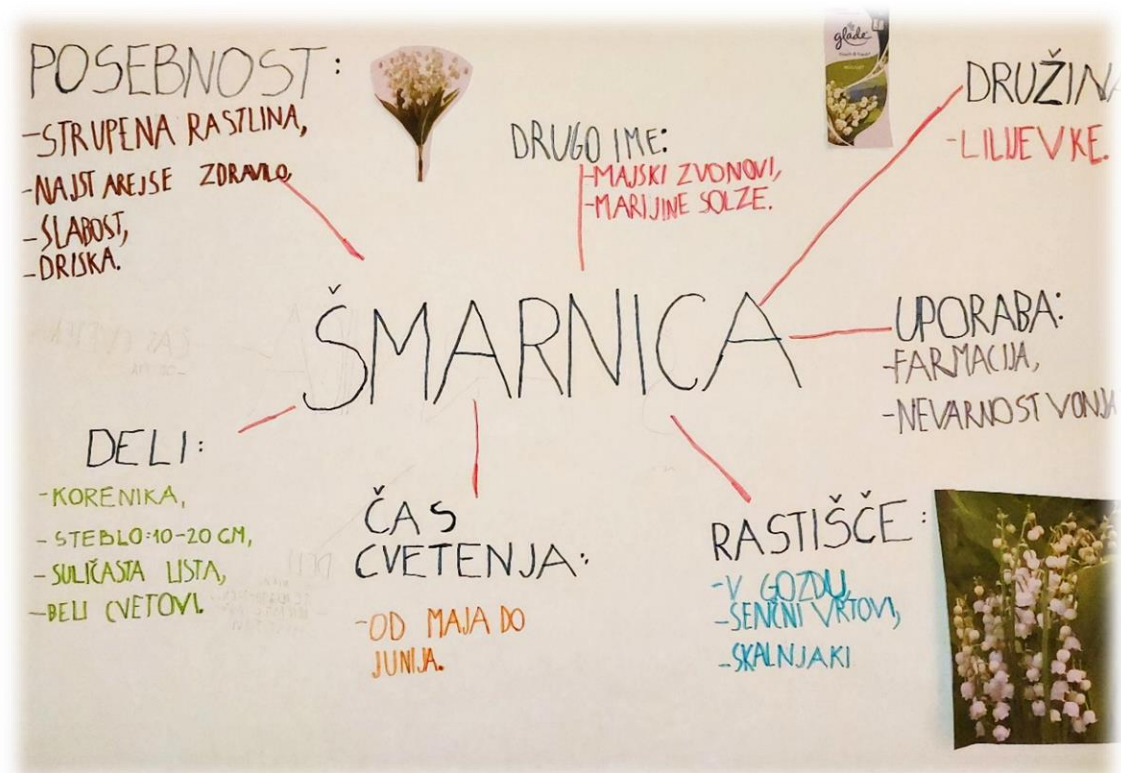 POSEBNOST:
-STRUPENA RASTLINA,
-NAJSTAREJSE ZDRAVILO,
-SLABOST,
-DRISKA.
DRUGO IME:
-MAJSKI ZVONOVI,
-MARIJINE SOLZE.
glade
DRUŽINA
-LILIJEVKE.
ŠMARNICA
UPORABA:
-FARMACIJA,
-NEVARNOST VONJA
DELI:
-KORENIKA,
-STEBLO:10-20 CM,
-SULIČASTA LISTA,
-BELI CVETOVI.
ČAS
CVETENJA:
-OD MAJA DO
JUNIJA.
RASTIŠČE:
-V GOZDU,
-SENČNI VRTOVI,
-SKALNJAKI